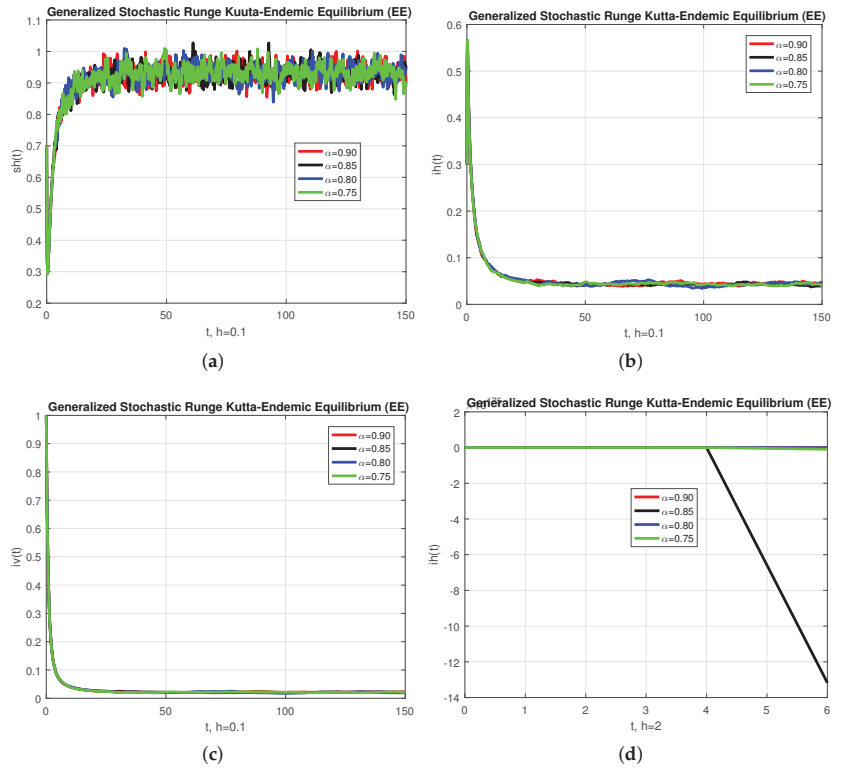 Generalized Stochastic Runge Kuuta-Endemic Equilibrium (EE)
1.1
1
0.9
0.8
0.7
0.6
0.5
0.4
0.3
0.2
sh(t)
α=0.90
α=0.85
α=0.80
α=0.75
0 50 100 150
t, h=0.1
(a)
Generalized Stochastic Runge Kutta-Endemic Equilibrium (EE)
0.6
0.5
0.4
0.3
0.2
0.1
0
ih(t)
α=0.90
α=0.85
α=0.80
α=0.75
0 50 100 150
t, h=0.1
(b)
Generalized Stochastic Runge Kutta-Endemic Equilibrium (EE)
1
0.9
0.8
0.7
0.6
0.5
0.4
0.3
0.2
0.1
0
iv(t)
α=0.90
α=0.85
α=0.80
α=0.75
0 50 100 150
t, h=0.1
(c)
Generalized Stochastic Runge Kutta-Endemic Equilibrium (EE)
2
0
-2
-4
-6
-8
-10
-12
-14
ih(t)
α=0.90
α=0.85
α=0.80
α=0.75
0 1 2 3 4 5 6
t, h=2
(d)